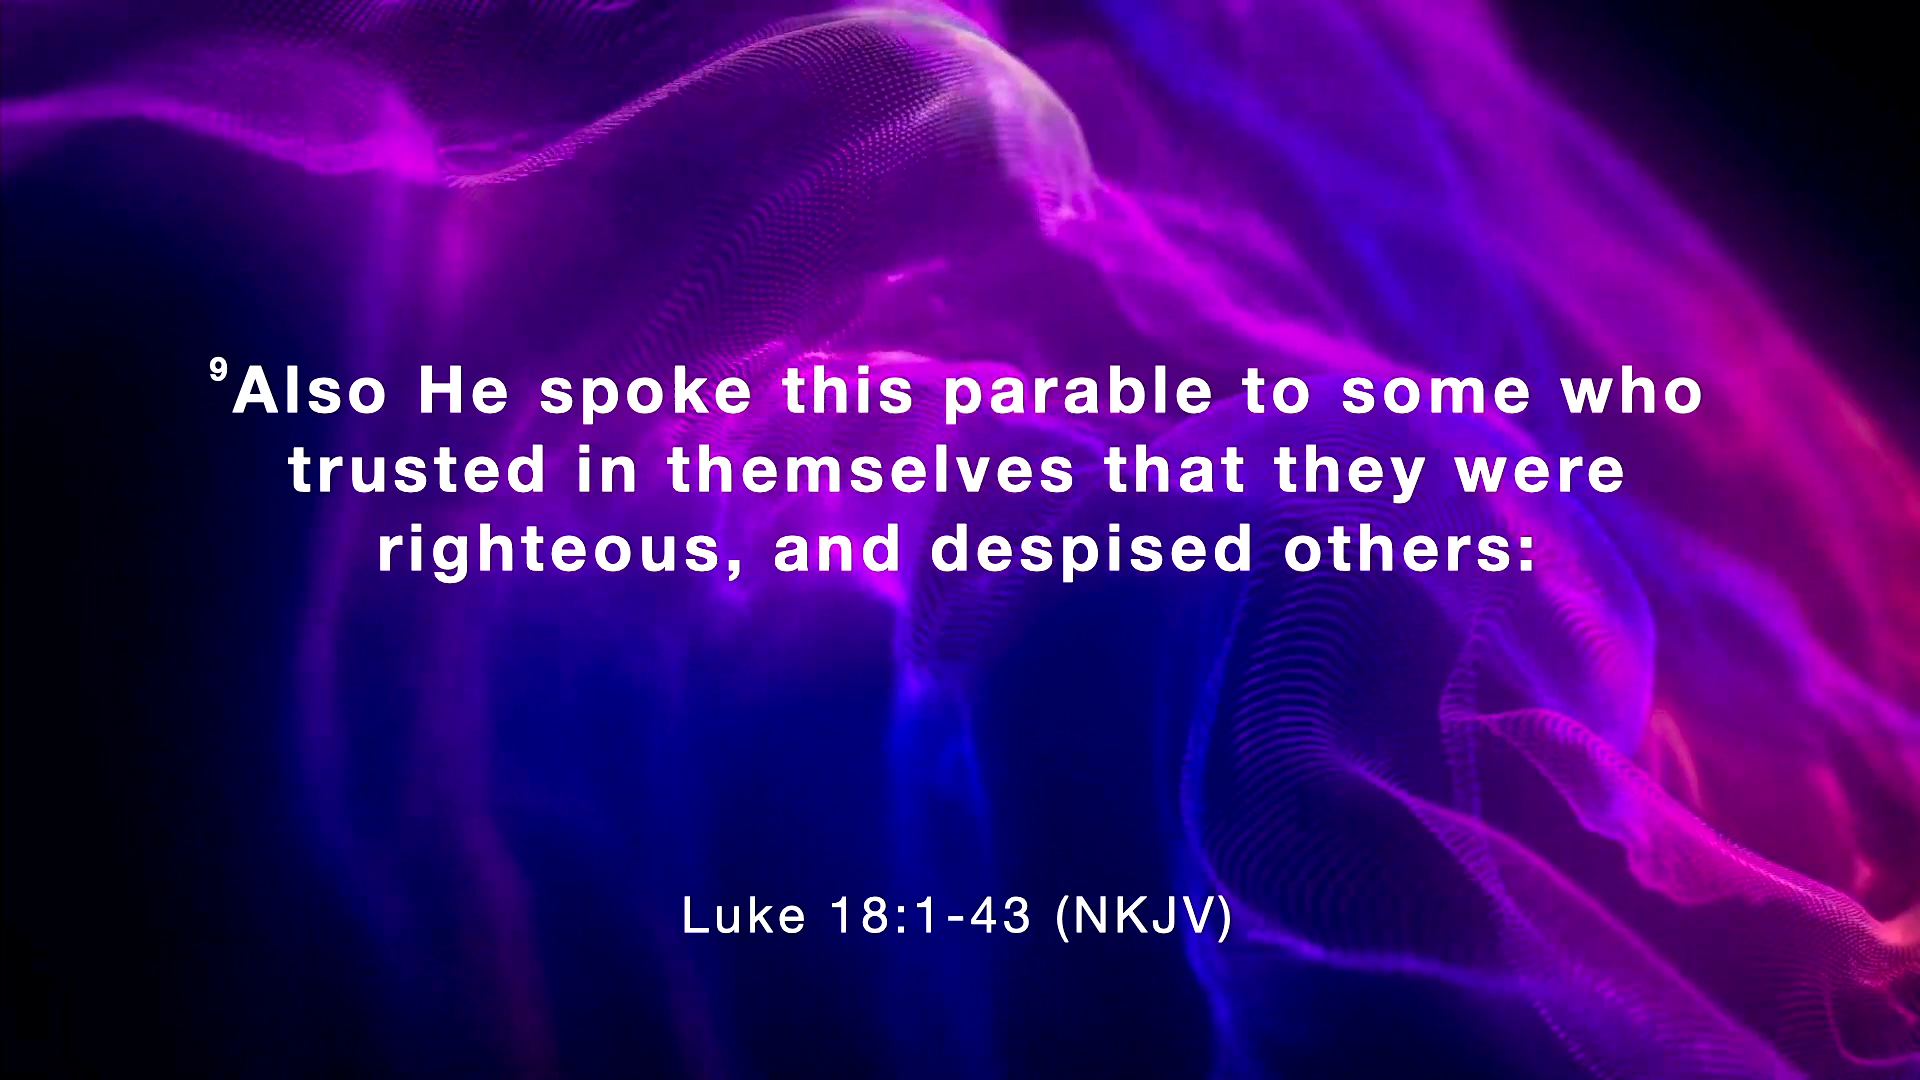 ⁹Also He spoke this parable to some who
trusted in themselves that they were
righteous, and despised others:
Luke 18:1-43 (NKJV)